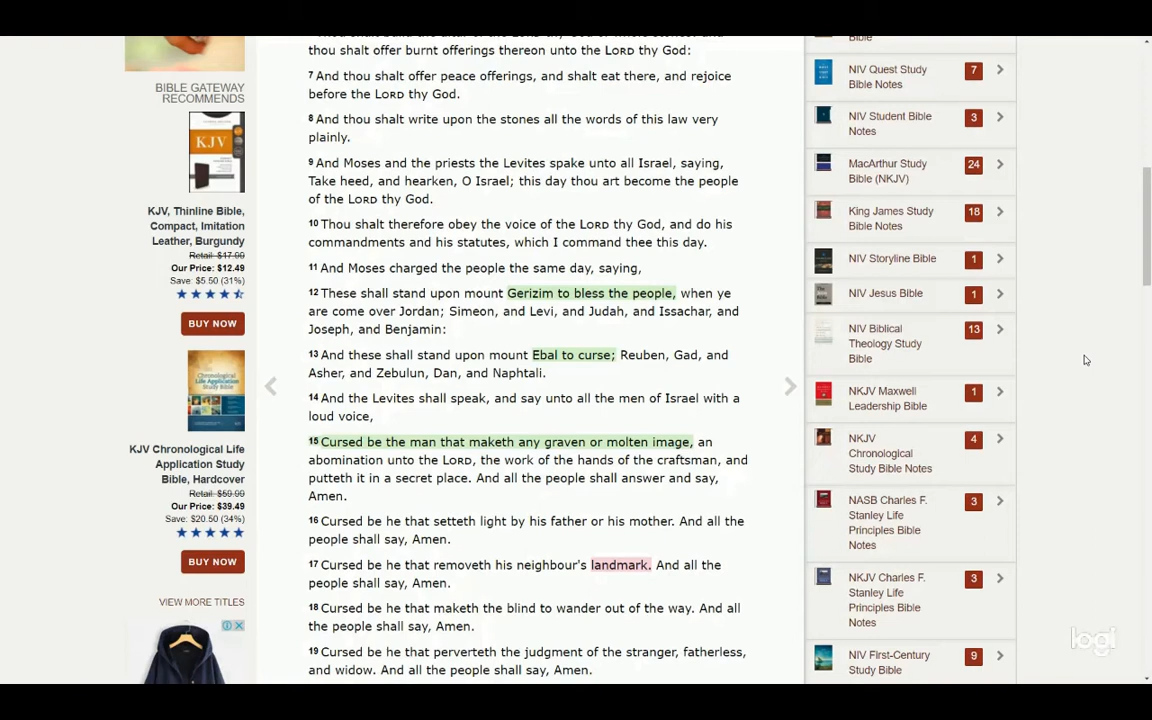 BIBLE GATEWAY
RECOMMENDS
KJV
KJV, Thinline Bible,
Compact, Imitation
Leather, Burgundy
Retail: $17.99
Our Price: $12.49
Save: $5.50 (31%)
BUY NOW
KJV Chronological Life
Application Study
Bible, Hardcover
Retail: $59.99
Our Price: $39.49
Save: $20.50 (34%)
BUY NOW
VIEW MORE TITLES
thou shalt offer burnt offerings thereon unto the LORD thy God:
7 And thou shalt offer peace offerings, and shalt eat there, and rejoice
before the LORD thy God.
8 And thou shalt write upon the stones all the words of this law very
plainly.
9 And Moses and the priests the Levites spake unto all Israel, saying,
Take heed, and hearken, O Israel; this day thou art become the people
of the LORD thy God.
10 Thou shalt therefore obey the voice of the LORD thy God, and do his
commandments and his statutes, which I command thee this day.
11 And Moses charged the people the same day, saying,
12 These shall stand upon mount Gerizim to bless the people, when ye
are come over Jordan; Simeon, and Levi, and Judah, and Issachar, and
Joseph, and Benjamin:
13 And these shall stand upon mount Ebal to curse; Reuben, Gad, and
Asher, and Zebulun, Dan, and Naphtali.
14 And the Levites shall speak, and say unto all the men of Israel with a
loud voice,
15 Cursed be the man that maketh any graven or molten image, an
abomination unto the LORD, the work of the hands of the craftsman, and
putteth it in a secret place. And all the people shall answer and say,
Amen.
16 Cursed be he that setteth light by his father or his mother. And all the
people shall say, Amen.
17 Cursed be he that removeth his neighbour's landmark. And all the
people shall say, Amen.
18 Cursed be he that maketh the blind to wander out of the way. And all
the people shall say, Amen.
19 Cursed be he that perverteth the judgment of the stranger, fatherless,
and widow. And all the people shall say, Amen.
Bible
NIV Quest Study
Bible Notes
7
NIV Student Bible
Notes
3
MacArthur Study
Bible (NKJV)
24
King James Study
Bible Notes
18
NIV Storyline Bible
1
NIV Jesus Bible
1
NIV Biblical
Theology Study
Bible
13
NKJV Maxwell
Leadership Bible
1
NKJV
Chronological
Study Bible Notes
4
NASB Charles F.
Stanley Life
Principles Bible
Notes
3
NKJV Charles F.
Stanley Life
Principles Bible
Notes
3
NIV First-Century
Study Bible
9
logi